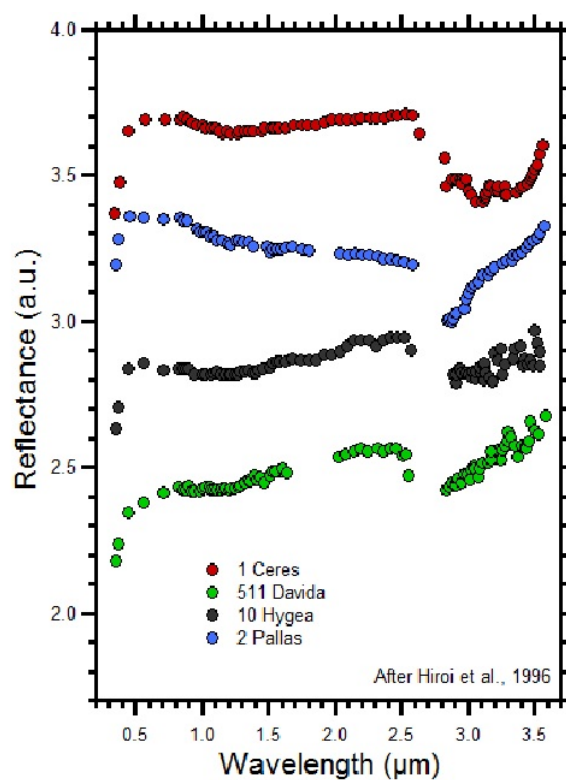 4.0
3.5
3.0
2.5
2.0
Reflectance (a.u.)
1 Ceres
511 Davida
10 Hygea
2 Pallas
After Hiroi et al., 1996
0.5 1.0 1.5 2.0 2.5 3.0 3.5
Wavelength (µm)